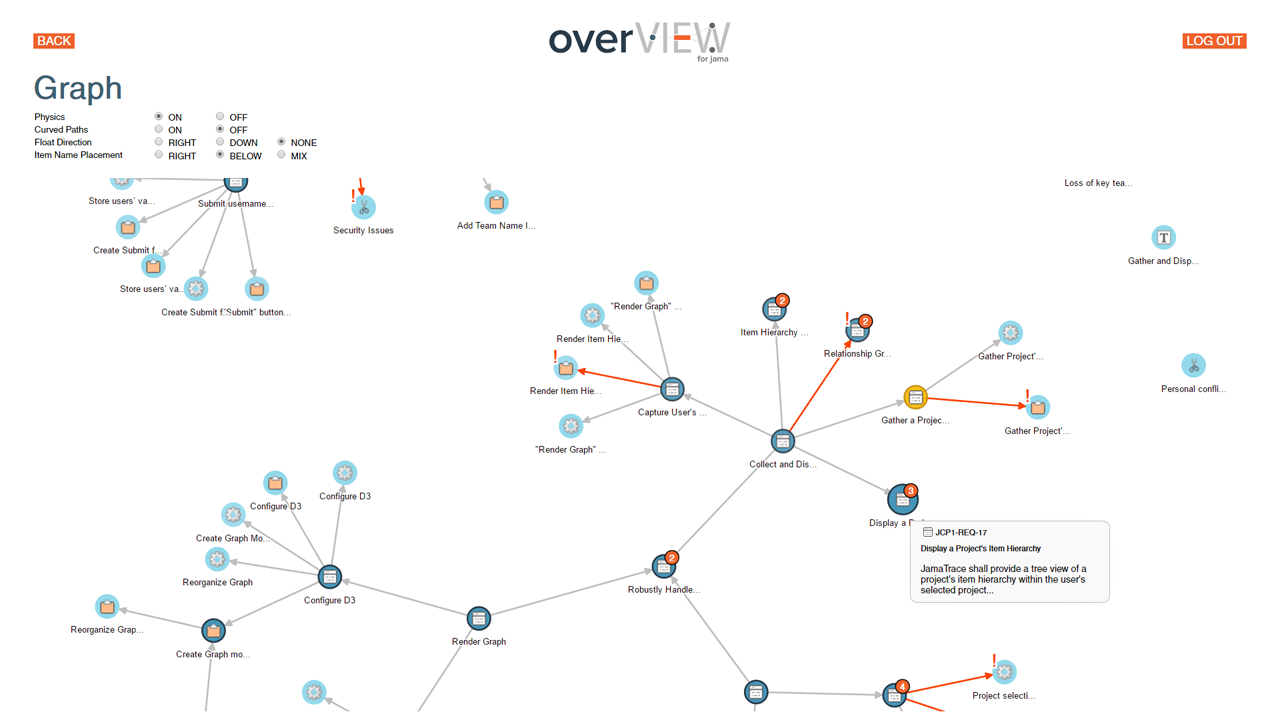 BACK
overVIEW
for jama
LOG OUT
Graph
Physics ON OFF
Curved Paths ON OFF
Float Direction RIGHT DOWN NONE
Item Name Placement RIGHT BELOW MIX
Loss of key tea...
Store users' va...
Submit username...
!
Security Issues
Add Team Name I...
Create Submit f...
Gather and Disp...
T
Store users' va...
Create Submit f...
"Submit" button...
"Render Graph" ...
2
Item Hierarchy ...
! 2
Relationship Gr...
Render Item Hie...
Gather Project'...
!
Render Item Hie...
Personal confli...
Capture User's ...
Gather a Projec...
!
Gather Project'...
"Render Graph" ...
Collect and Dis...
3
Display a
Configure D3
Configure D3
Create Graph Mo...
JCP1-REQ-17
Display a Project's Item Hierarchy
JamaTrace shall provide a tree view of a
project's item hierarchy within the user's
selected project...
Reorganize Graph
2
Robustly Handle...
Configure D3
Reorganize Grap...
Render Graph
Create Graph mo...
!
4
Project selecti...